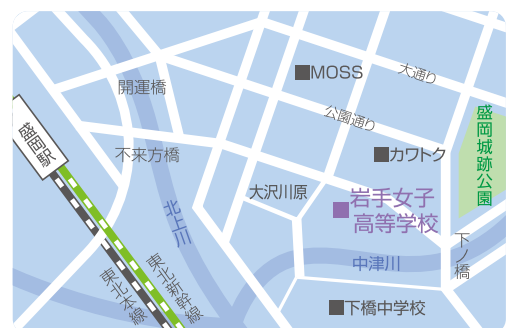 MOSS
大通り
開運橋
公園通り
盛岡城跡公園
盛岡駅
不来方橋
カワトク
大沢川原
岩手女子
高等学校
北上川
下ノ橋
中津川
東北新幹線
東北本線
下橋中学校